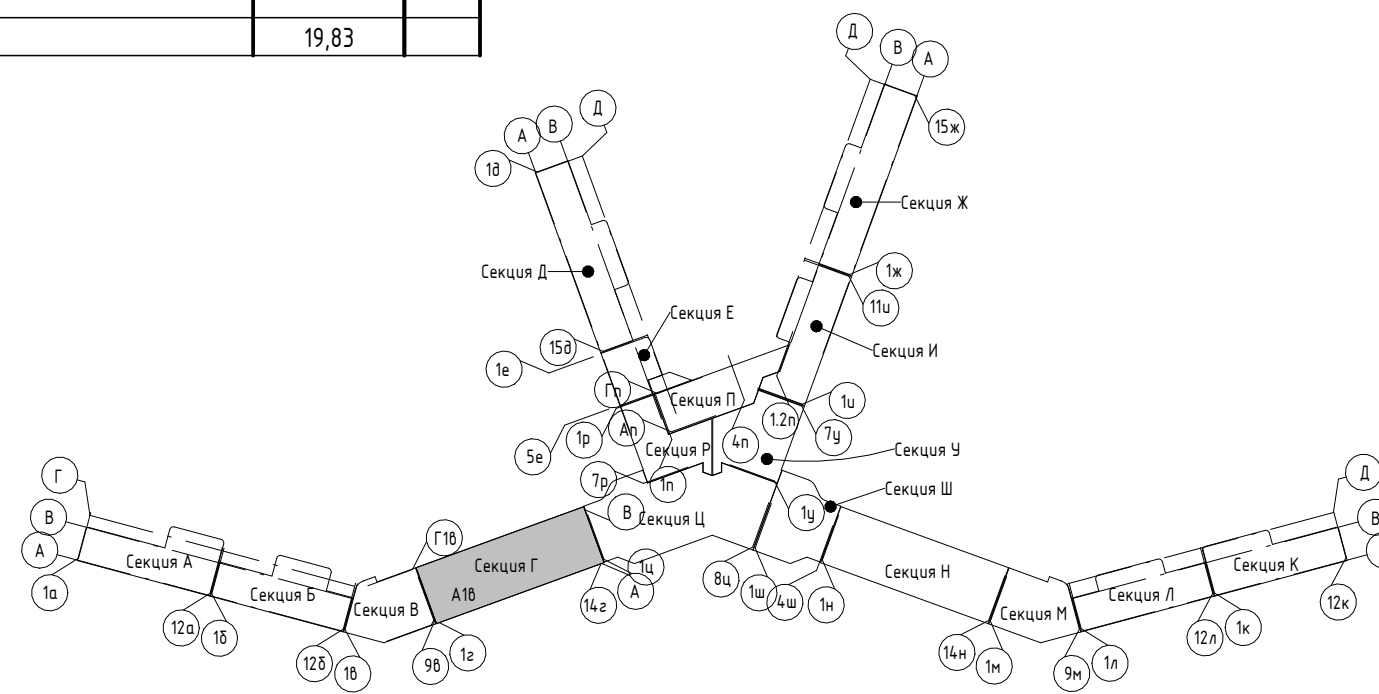 19,83
Д
В
А
15ж
Секция Ж
1ж
11и
Секция И
1и
7у
1.2п
4п
А
В
Д
1д
Секция Д
Секция Е
15д
1е
Гп
Секция П
Ап
1р
5е
Секция Р
7р
1п
Секция У
Секция Ш
1у
В
Секция Ц
Г
В
А
1а
Секция А
12а
1б
Секция Б
12б
1в
Секция В
Г1в
Секция Г
А1в
9в
1г
14г
1ц
А
8ц
1ш
4ш
1н
Секция Н
14н
1м
Секция М
9м
1л
Секция Л
12л
1к
Секция К
12к
Д
В